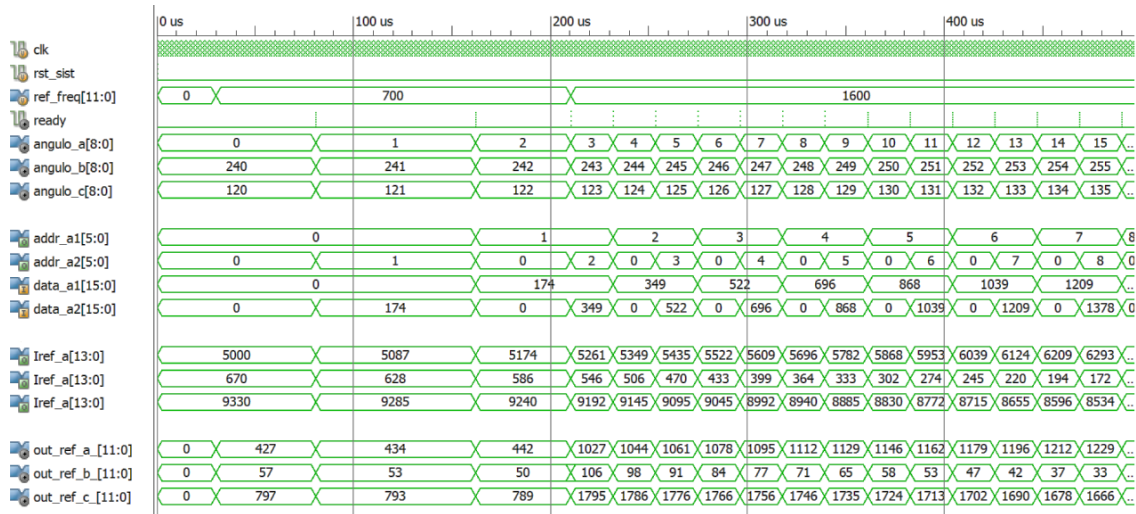 0 us 100 us 200 us 300 us 400 us
clk
rst_sist
ref_freq[11:0] 0 700 1600
ready
angulo_a[8:0] 0 1 2 3 4 5 6 7 8 9 10 11 12 13 14 15 ...
angulo_b[8:0] 240 241 242 243 244 245 246 247 248 249 250 251 252 253 254 255 ...
angulo_c[8:0] 120 121 122 123 124 125 126 127 128 129 130 131 132 133 134 135 ...
addr_a1[5:0] 0 1 2 3 4 5 6 7 8
addr_a2[5:0] 0 1 0 2 0 3 0 4 0 5 0 6 0 7 0 8 0
data_a1[15:0] 0 174 349 522 696 868 1039 1209 ...
data_a2[15:0] 0 174 0 349 0 522 0 696 0 868 0 1039 0 1209 0 1378 0
Iref_a[13:0] 5000 5087 5174 5261 5349 5435 5522 5609 5696 5782 5868 5953 6039 6124 6209 6293 ...
Iref_a[13:0] 670 628 586 546 506 470 433 399 364 333 302 274 245 220 194 172 ...
Iref_a[13:0] 9330 9285 9240 9192 9145 9095 9045 8992 8940 8885 8830 8772 8715 8655 8596 8534 ...
out_ref_a_[11:0] 0 427 434 442 1027 1044 1061 1078 1095 1112 1129 1146 1162 1179 1196 1212 1229 ...
out_ref_b_[11:0] 0 57 53 50 106 98 91 84 77 71 65 58 53 47 42 37 33 ...
out_ref_c_[11:0] 0 797 793 789 1795 1786 1776 1766 1756 1746 1735 1724 1713 1702 1690 1678 1666 ...